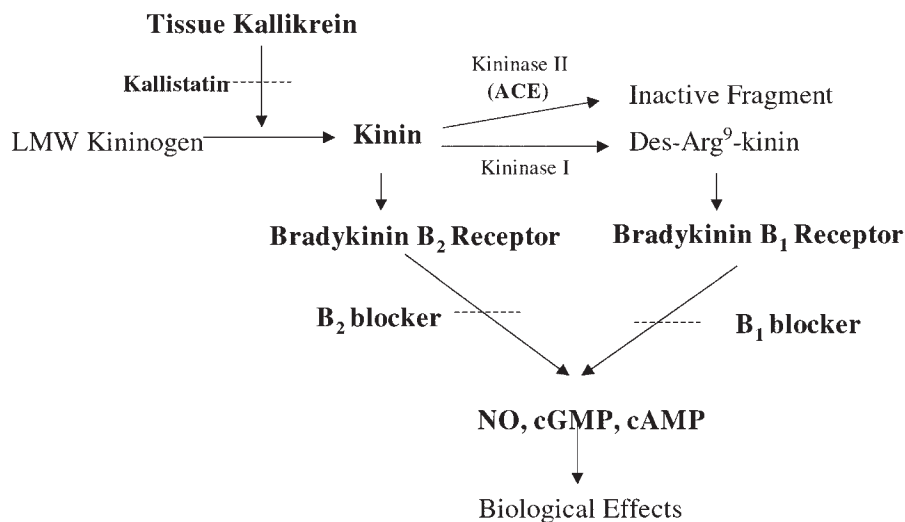 Tissue Kallikrein
Kallistatin
Kininase II
(ACE)
Inactive Fragment
LMW Kininogen
Kinin
Des-Arg⁹-kinin
Kininase I
Bradykinin B₂ Receptor
Bradykinin B₁ Receptor
B₂ blocker
B₁ blocker
NO, cGMP, cAMP
Biological Effects